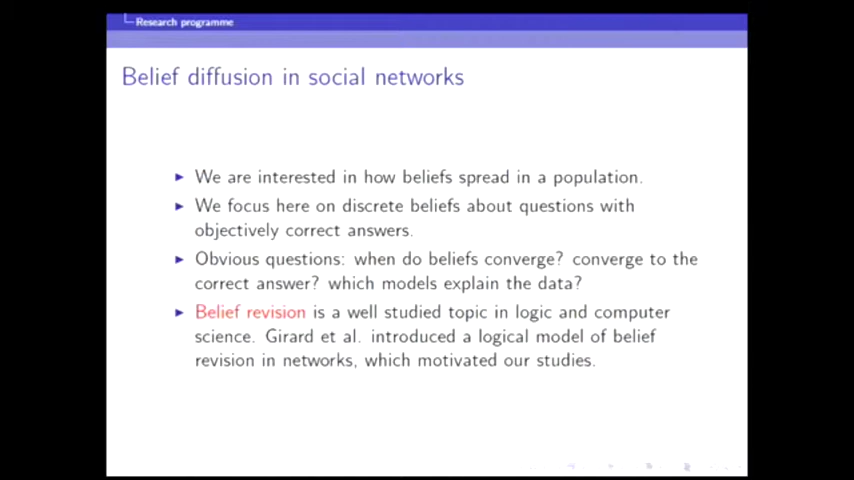 Research programme
Belief diffusion in social networks
We are interested in how beliefs spread in a population.
We focus here on discrete beliefs about questions with
objectively correct answers.
Obvious questions: when do beliefs converge? converge to the
correct answer? which models explain the data?
Belief revision is a well studied topic in logic and computer
science. Girard et al. introduced a logical model of belief
revision in networks, which motivated our studies.